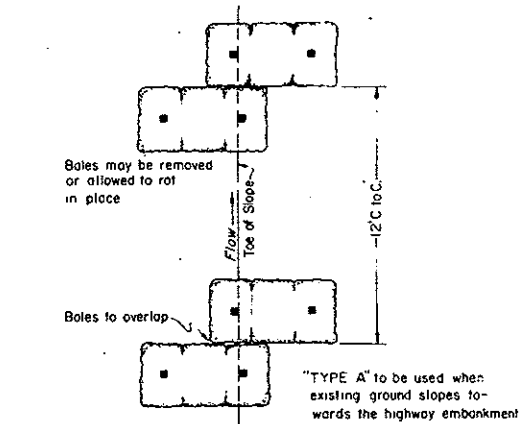 Bales may be removed
or allowed to rot
in place
Flow
Toe of Slope
12' C to C.
Bales to overlap
"TYPE A" to be used when
existing ground slopes to-
wards the highway embankment